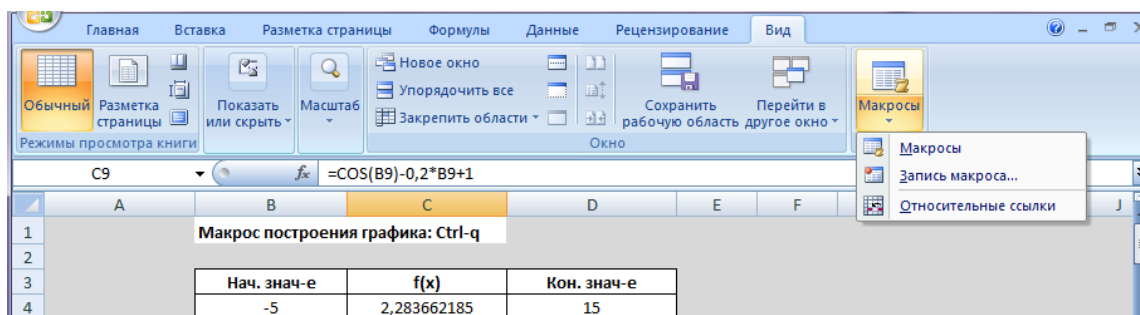 Главная Вставка Разметка страницы Формулы Данные Рецензирование Вид
Обычный
Разметка
страницы
Режимы просмотра книги
Показать
или скрыть
Масштаб
Новое окно
Упорядочить все
Закрепить области
Сохранить
рабочую область
Перейти в
другое окно
Окно
Макросы
Макросы
Запись макроса...
Относительные ссылки
C9 fx =COS(B9)-0,2*B9+1
A B C D E F J
1 Макрос построения графика: Ctrl-q
2
3 Нач. знач-е f(x) Кон. знач-е
4 -5 2,283662185 15